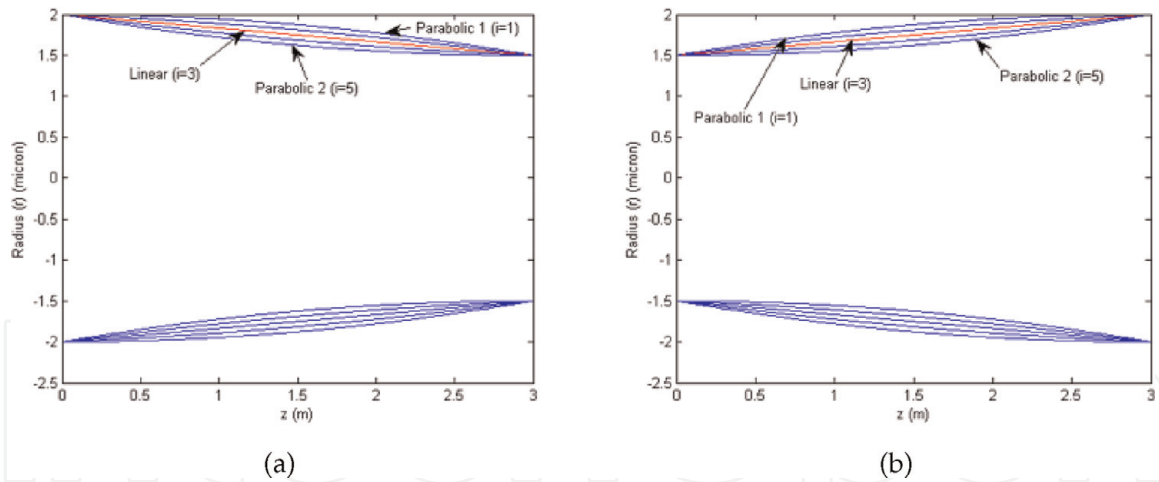 2
1.5
1
0.5
0
-0.5
-1
-1.5
-2
-2.5
Radius (r) (micron)
Parabolic 1 (i=1)
Linear (i=3)
Parabolic 2 (i=5)
0 0.5 1 1.5 2 2.5 3
z (m)
(a)
2
1.5
1
0.5
0
-0.5
-1
-1.5
-2
-2.5
Radius (r) (micron)
Linear (i=3)
Parabolic 2 (i=5)
Parabolic 1 (i=1)
0 0.5 1 1.5 2 2.5 3
z (m)
(b)